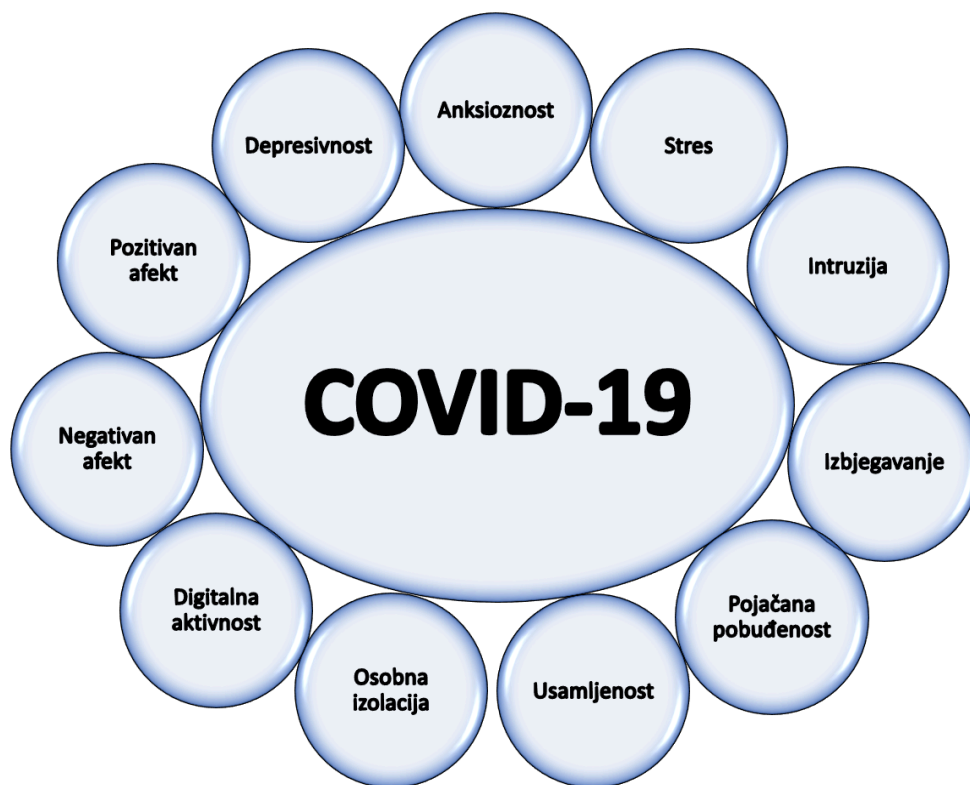 Anksioznost
Depresivnost
Stres
Pozitivan
afekt
Intruzija
COVID-19
Negativan
afekt
Izbjegavanje
Digitalna
aktivnost
Pojačana
pobuđenost
Osobna
izolacija
Usamljenost